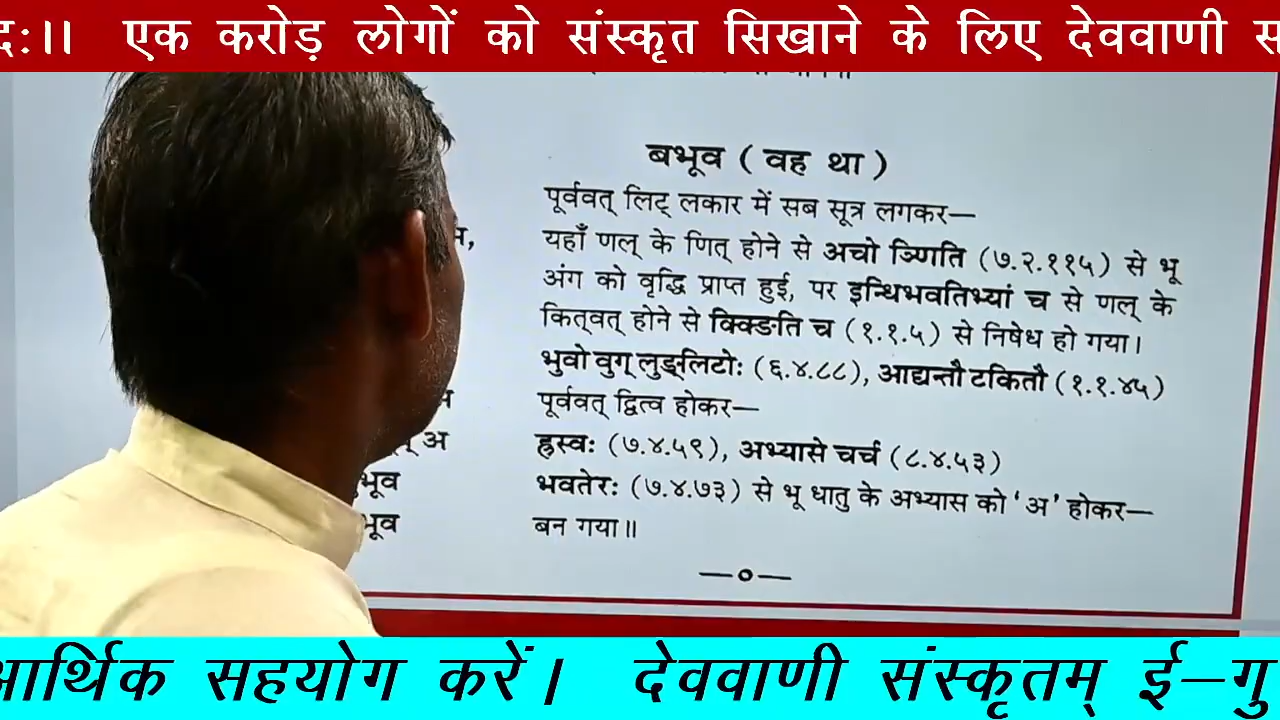 दः।। एक करोड़ लोगों को संस्कृत सिखाने के लिए देववाणी स
बभूव ( वह था )
पूर्ववत् लिट् लकार में सब सूत्र लगकर—
यहाँ णल् के णित् होने से अचो ञ्णिति (७.२.११५) से भू
अंग को वृद्धि प्राप्त हुई, पर इन्धिभवतिभ्यां च से णल् के
कित्‌वत् होने से क्क्ङिति च (१.१.५) से निषेध हो गया।
भुवो वुग् लुङ्लिटोः (६.४.८८), आद्यन्तौ टकितौ (१.१.४५)
पूर्ववत् द्वित्व होकर—
अ
ह्रस्वः (७.४.५९), अभ्यासे चर्च (८.४.५३)
भूव
भवतेरः (७.४.७३) से भू धातु के अभ्यास को ‘अ’ होकर—
भूव
बन गया॥
—०—
आर्थिक सहयोग करें। देववाणी संस्कृतम् ई–गु